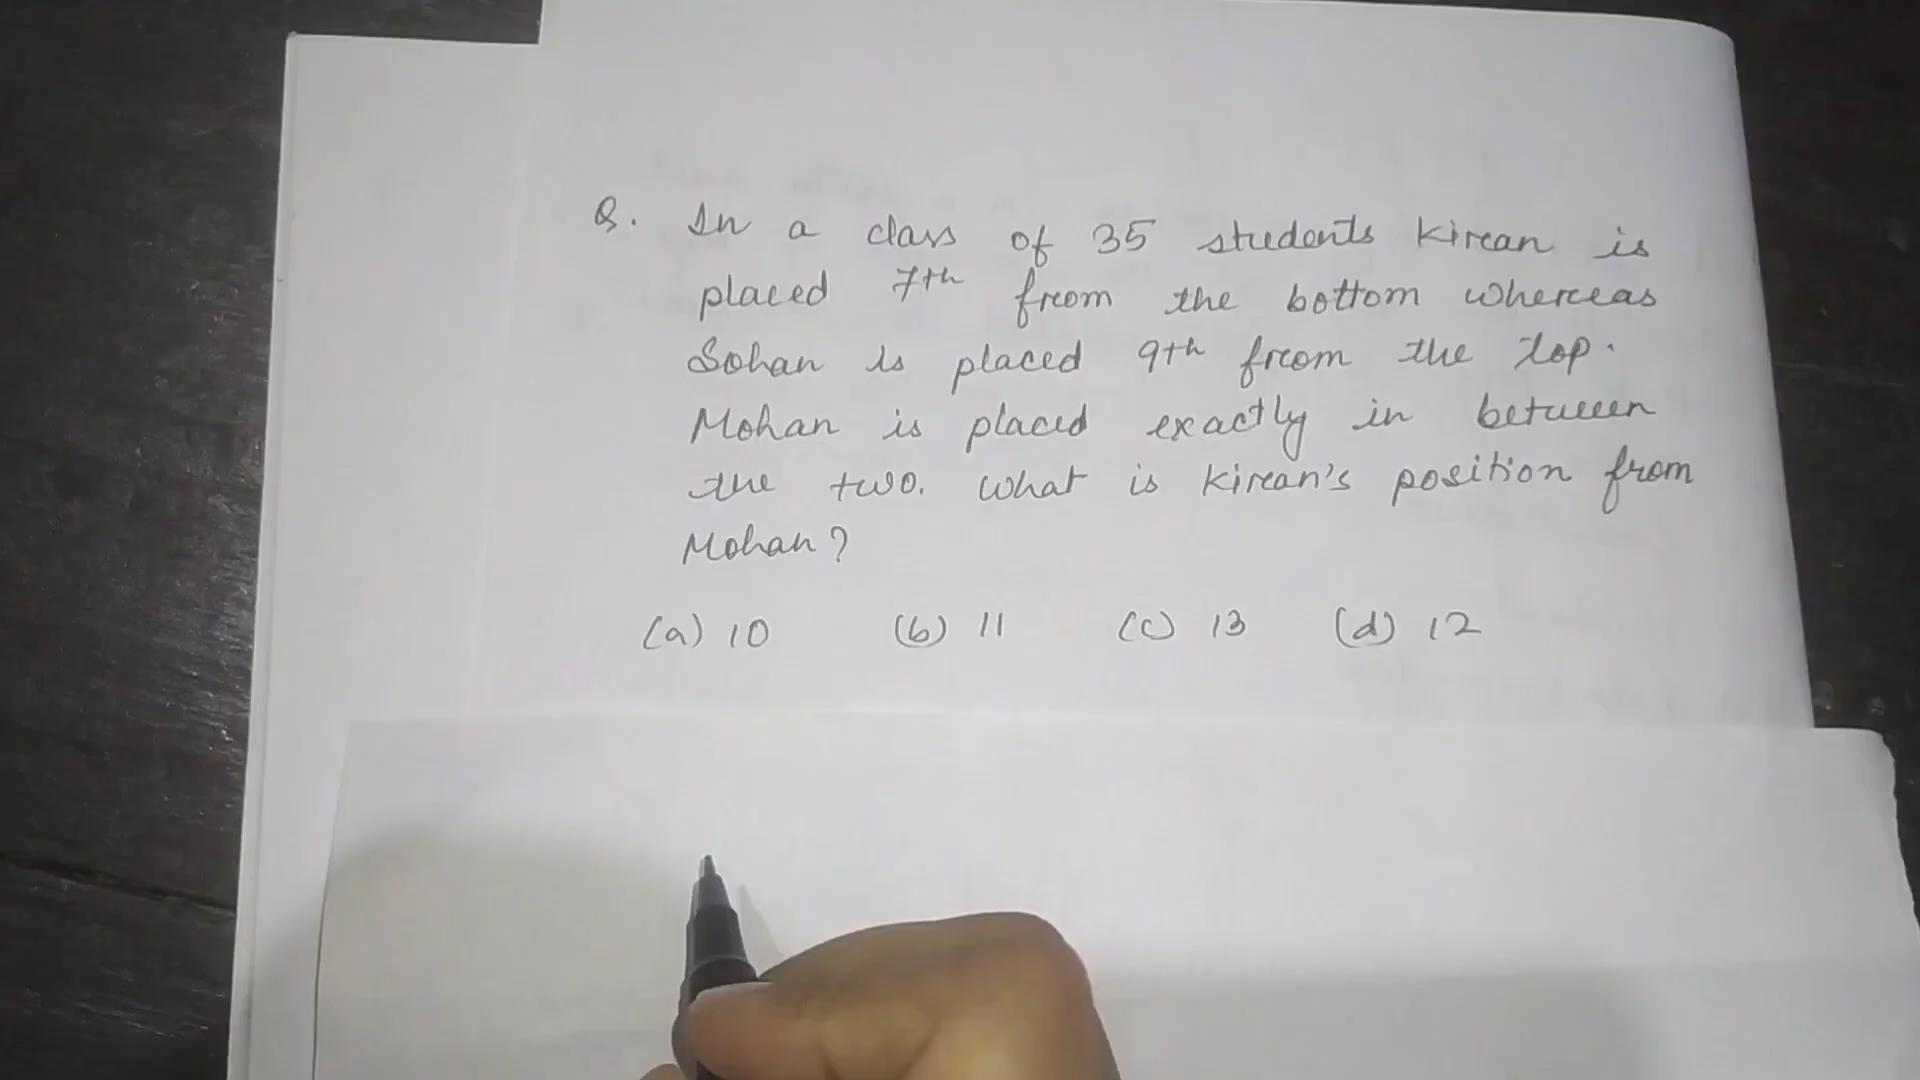 Q. In a class of 35 students Kiran is
placed 7th from the bottom whereas
Sohan is placed 9th from the top.
Mohan is placed exactly in between
the two. What is Kiran's position from
Mohan?
(a) 10 (b) 11 (c) 13 (d) 12